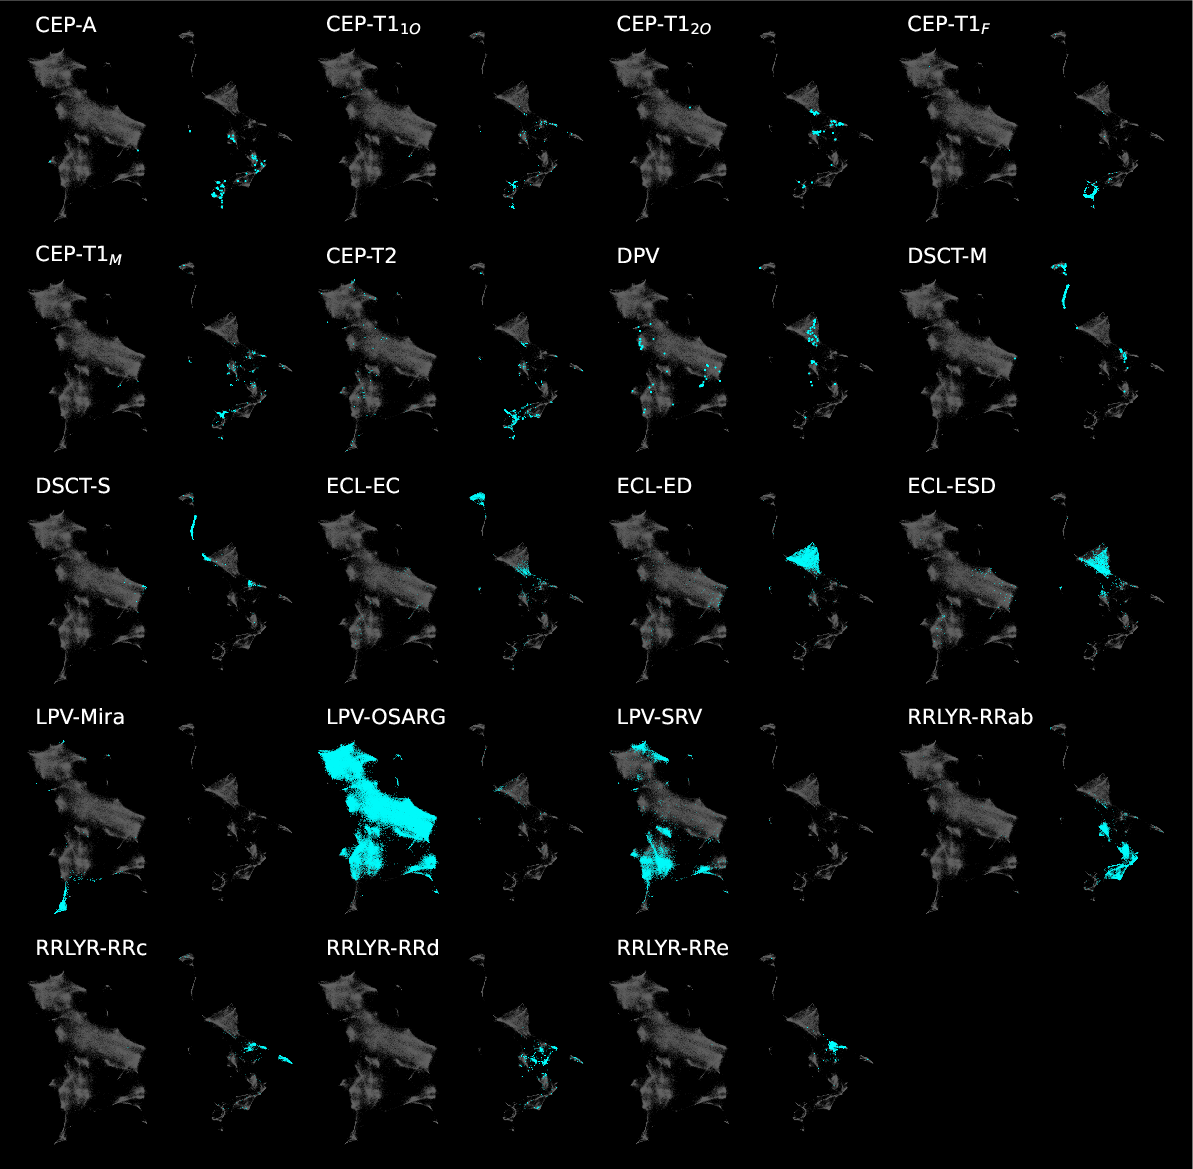 CEP-A CEP-T1₁O CEP-T1₂O CEP-T1F
CEP-T1M CEP-T2 DPV DSCT-M
DSCT-S ECL-EC ECL-ED ECL-ESD
LPV-Mira LPV-OSARG LPV-SRV RRLYR-RRab
RRLYR-RRc RRLYR-RRd RRLYR-RRe